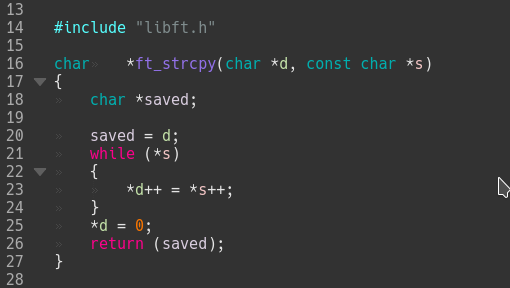 13
14 #include "libft.h"
15
16 char *ft_strcpy(char *d, const char *s)
17 {
18 char *saved;
19
20 saved = d;
21 while (*s)
22 {
23 *d++ = *s++;
24 }
25 *d = 0;
26 return (saved);
27 }
28